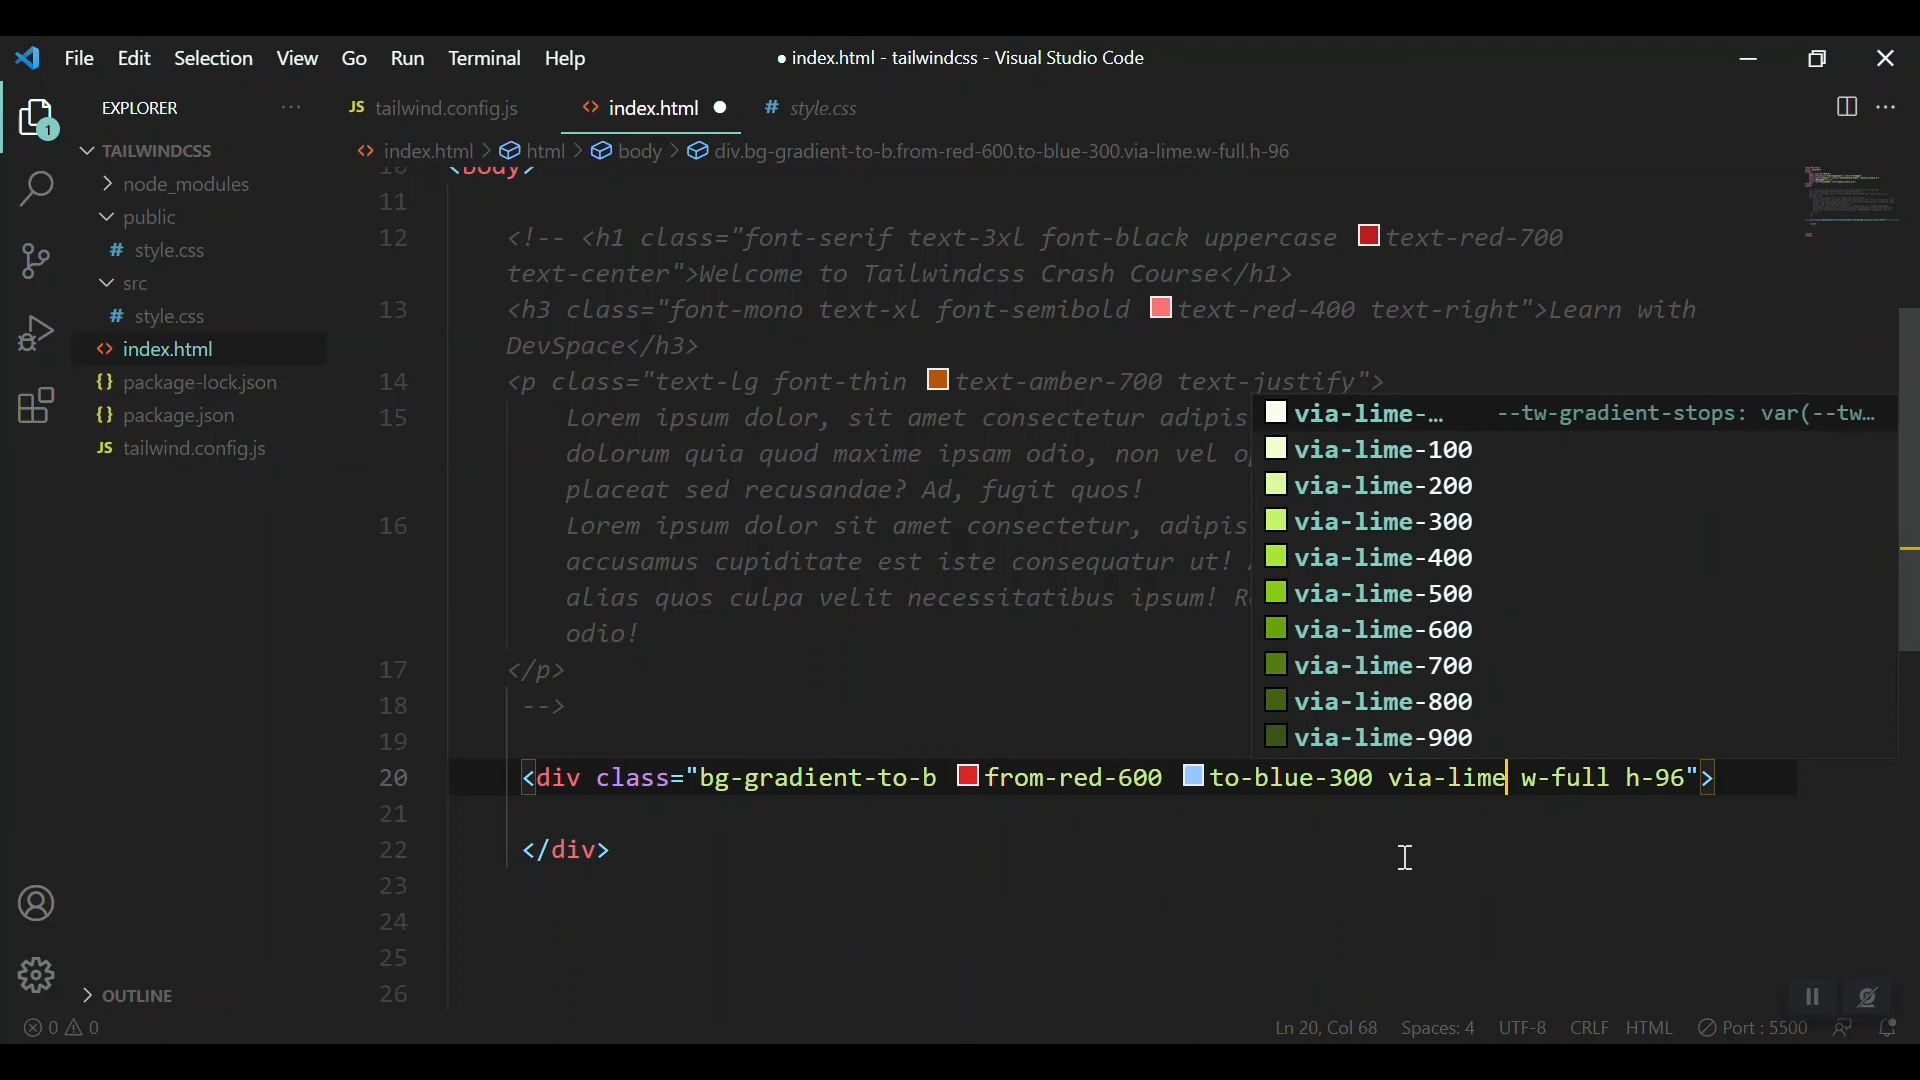 File Edit Selection View Go Run Terminal Help
● index.html - tailwindcss - Visual Studio Code
EXPLORER ···
JS tailwind.config.js
<> index.html ●
# style.css
<> index.html > html > body > div.bg-gradient-to-b.from-red-600.to-blue-300.via-lime.w-full.h-96
1
TAILWINDCSS
> node_modules
public
# style.css
src
# style.css
<> index.html
{} package-lock.json
{} package.json
JS tailwind.config.js
> OUTLINE
10 <body>
11
12 <!-- <h1 class="font-serif text-3xl font-black uppercase text-red-700
text-center">Welcome to Tailwindcss Crash Course</h1>
13 <h3 class="font-mono text-xl font-semibold text-red-400 text-right">Learn with
DevSpace</h3>
14 <p class="text-lg font-thin text-amber-700 text-justify">
15 Lorem ipsum dolor, sit amet consectetur adipis
dolorum quia quod maxime ipsam odio, non vel op
placeat sed recusandae? Ad, fugit quos!
16 Lorem ipsum dolor sit amet consectetur, adipis
accusamus cupiditate est iste consequatur ut!
alias quos culpa velit necessitatibus ipsum!
odio!
17 </p>
18 -->
19
20 <div class="bg-gradient-to-b from-red-600 to-blue-300 via-lime w-full h-96">
21
22 </div>
23
24
25
26
via-lime-… --tw-gradient-stops: var(--tw…
via-lime-100
via-lime-200
via-lime-300
via-lime-400
via-lime-500
via-lime-600
via-lime-700
via-lime-800
via-lime-900
0 0
Ln 20, Col 68 Spaces: 4 UTF-8 CRLF HTML Port : 5500